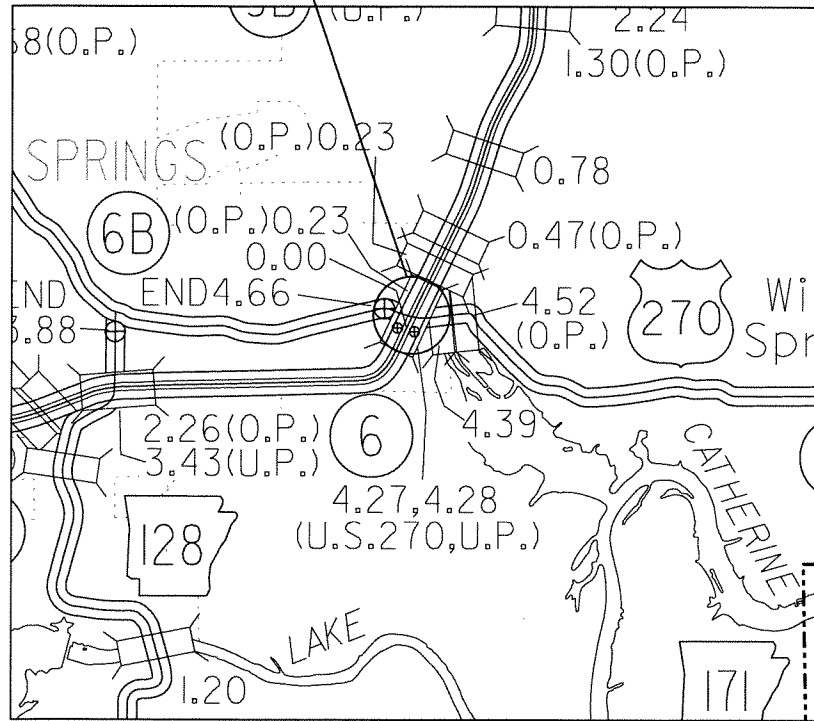 (U.P.)
2.24
8(O.P.)
1.30(O.P.)
(O.P.)0.23
SPRINGS
0.78
6B
(O.P.)0.23
0.47(O.P.)
0.00
END
END4.66
4.52
(O.P.)
270
Wi
Spr
3.88
2.26(O.P.)
3.43(U.P.)
6
4.39
4.27,4.28
(U.S.270,U.P.)
128
CATHERINE
LAKE
1.20
171